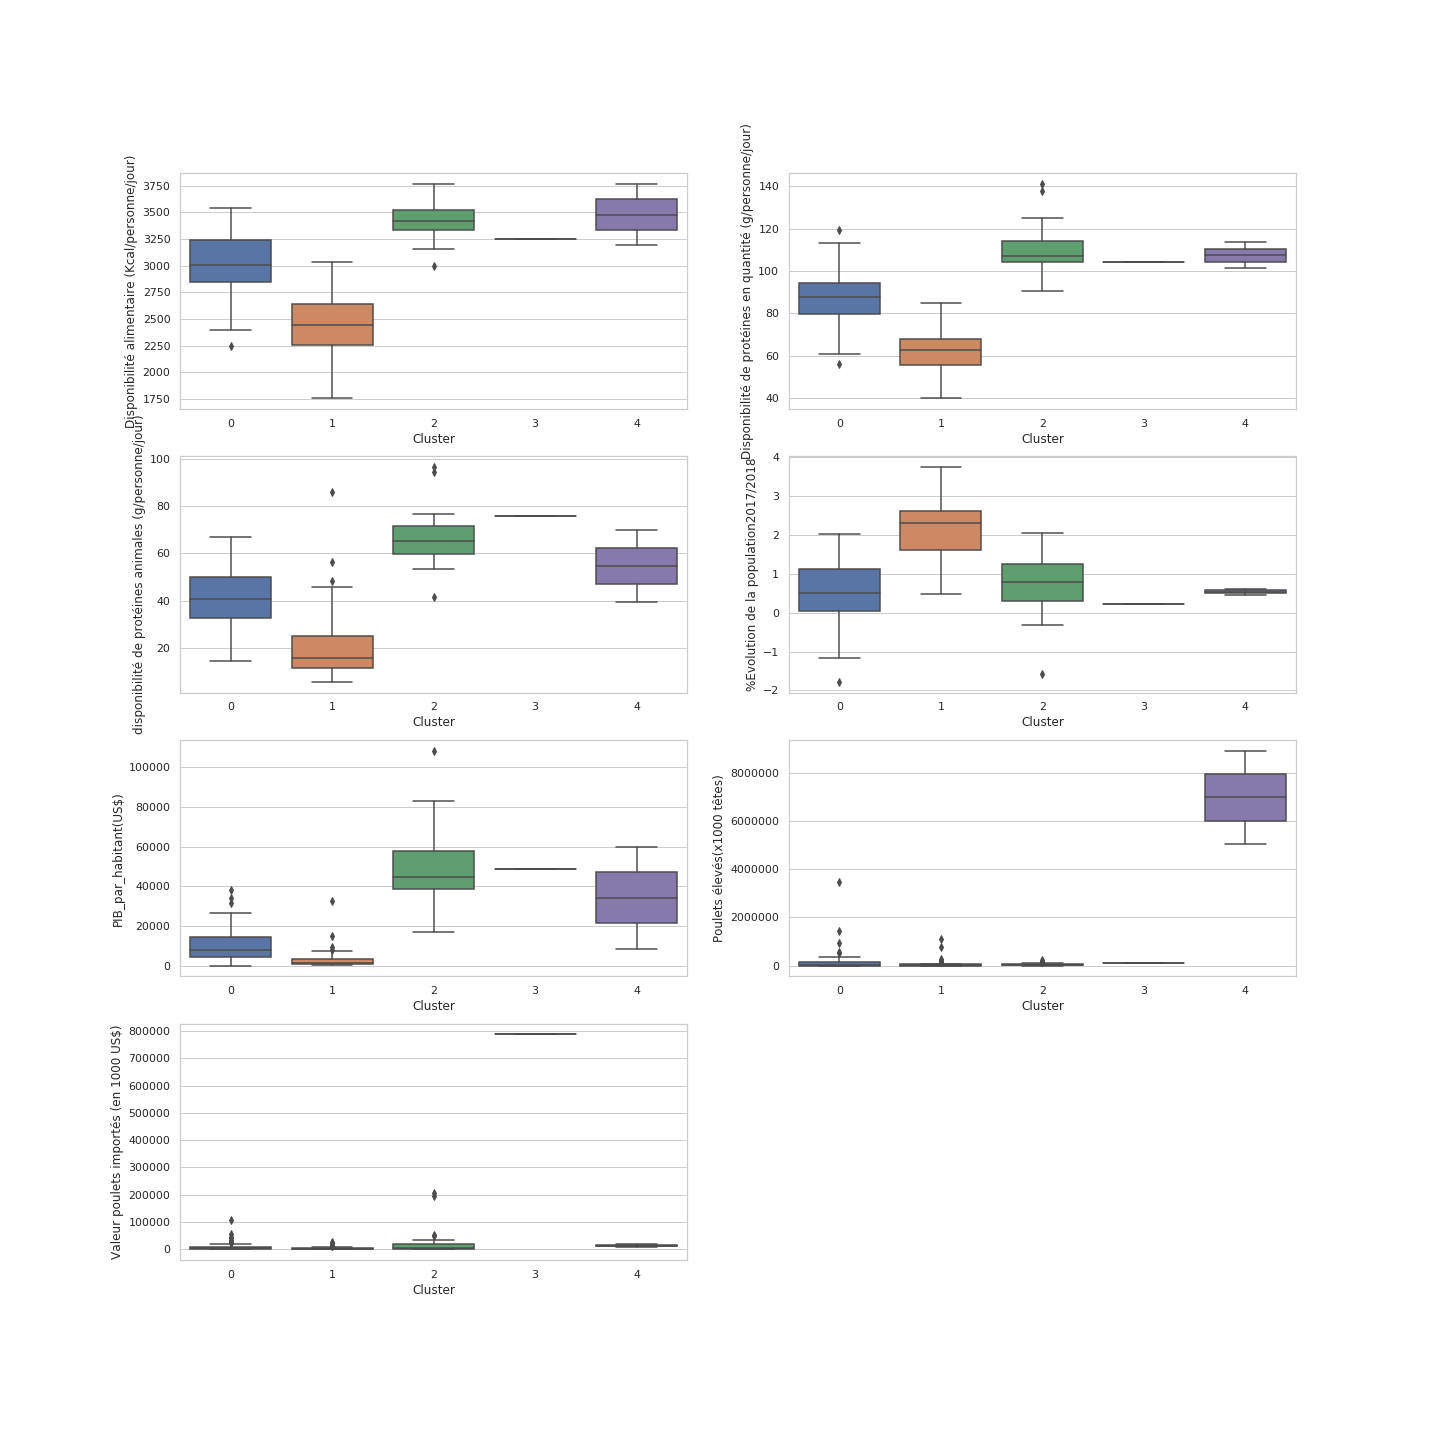 Disponibilité alimentaire (Kcal/personne/jour)
3750
3500
3250
3000
2750
2500
2250
2000
1750
0 1 2 3 4
Cluster
Disponibilité de protéines en quantité (g/personne/jour)
140
120
100
80
60
40
0 1 2 3 4
Cluster
disponibilité de protéines animales (g/personne/jour)
100
80
60
40
20
0 1 2 3 4
Cluster
%Evolution de la population2017/2018
4
3
2
1
0
−1
−2
0 1 2 3 4
Cluster
PIB_par_habitant(US$)
100000
80000
60000
40000
20000
0
0 1 2 3 4
Cluster
Poulets élevés(x1000 têtes)
8000000
6000000
4000000
2000000
0
0 1 2 3 4
Cluster
Valeur poulets importés (en 1000 US$)
800000
700000
600000
500000
400000
300000
200000
100000
0
0 1 2 3 4
Cluster